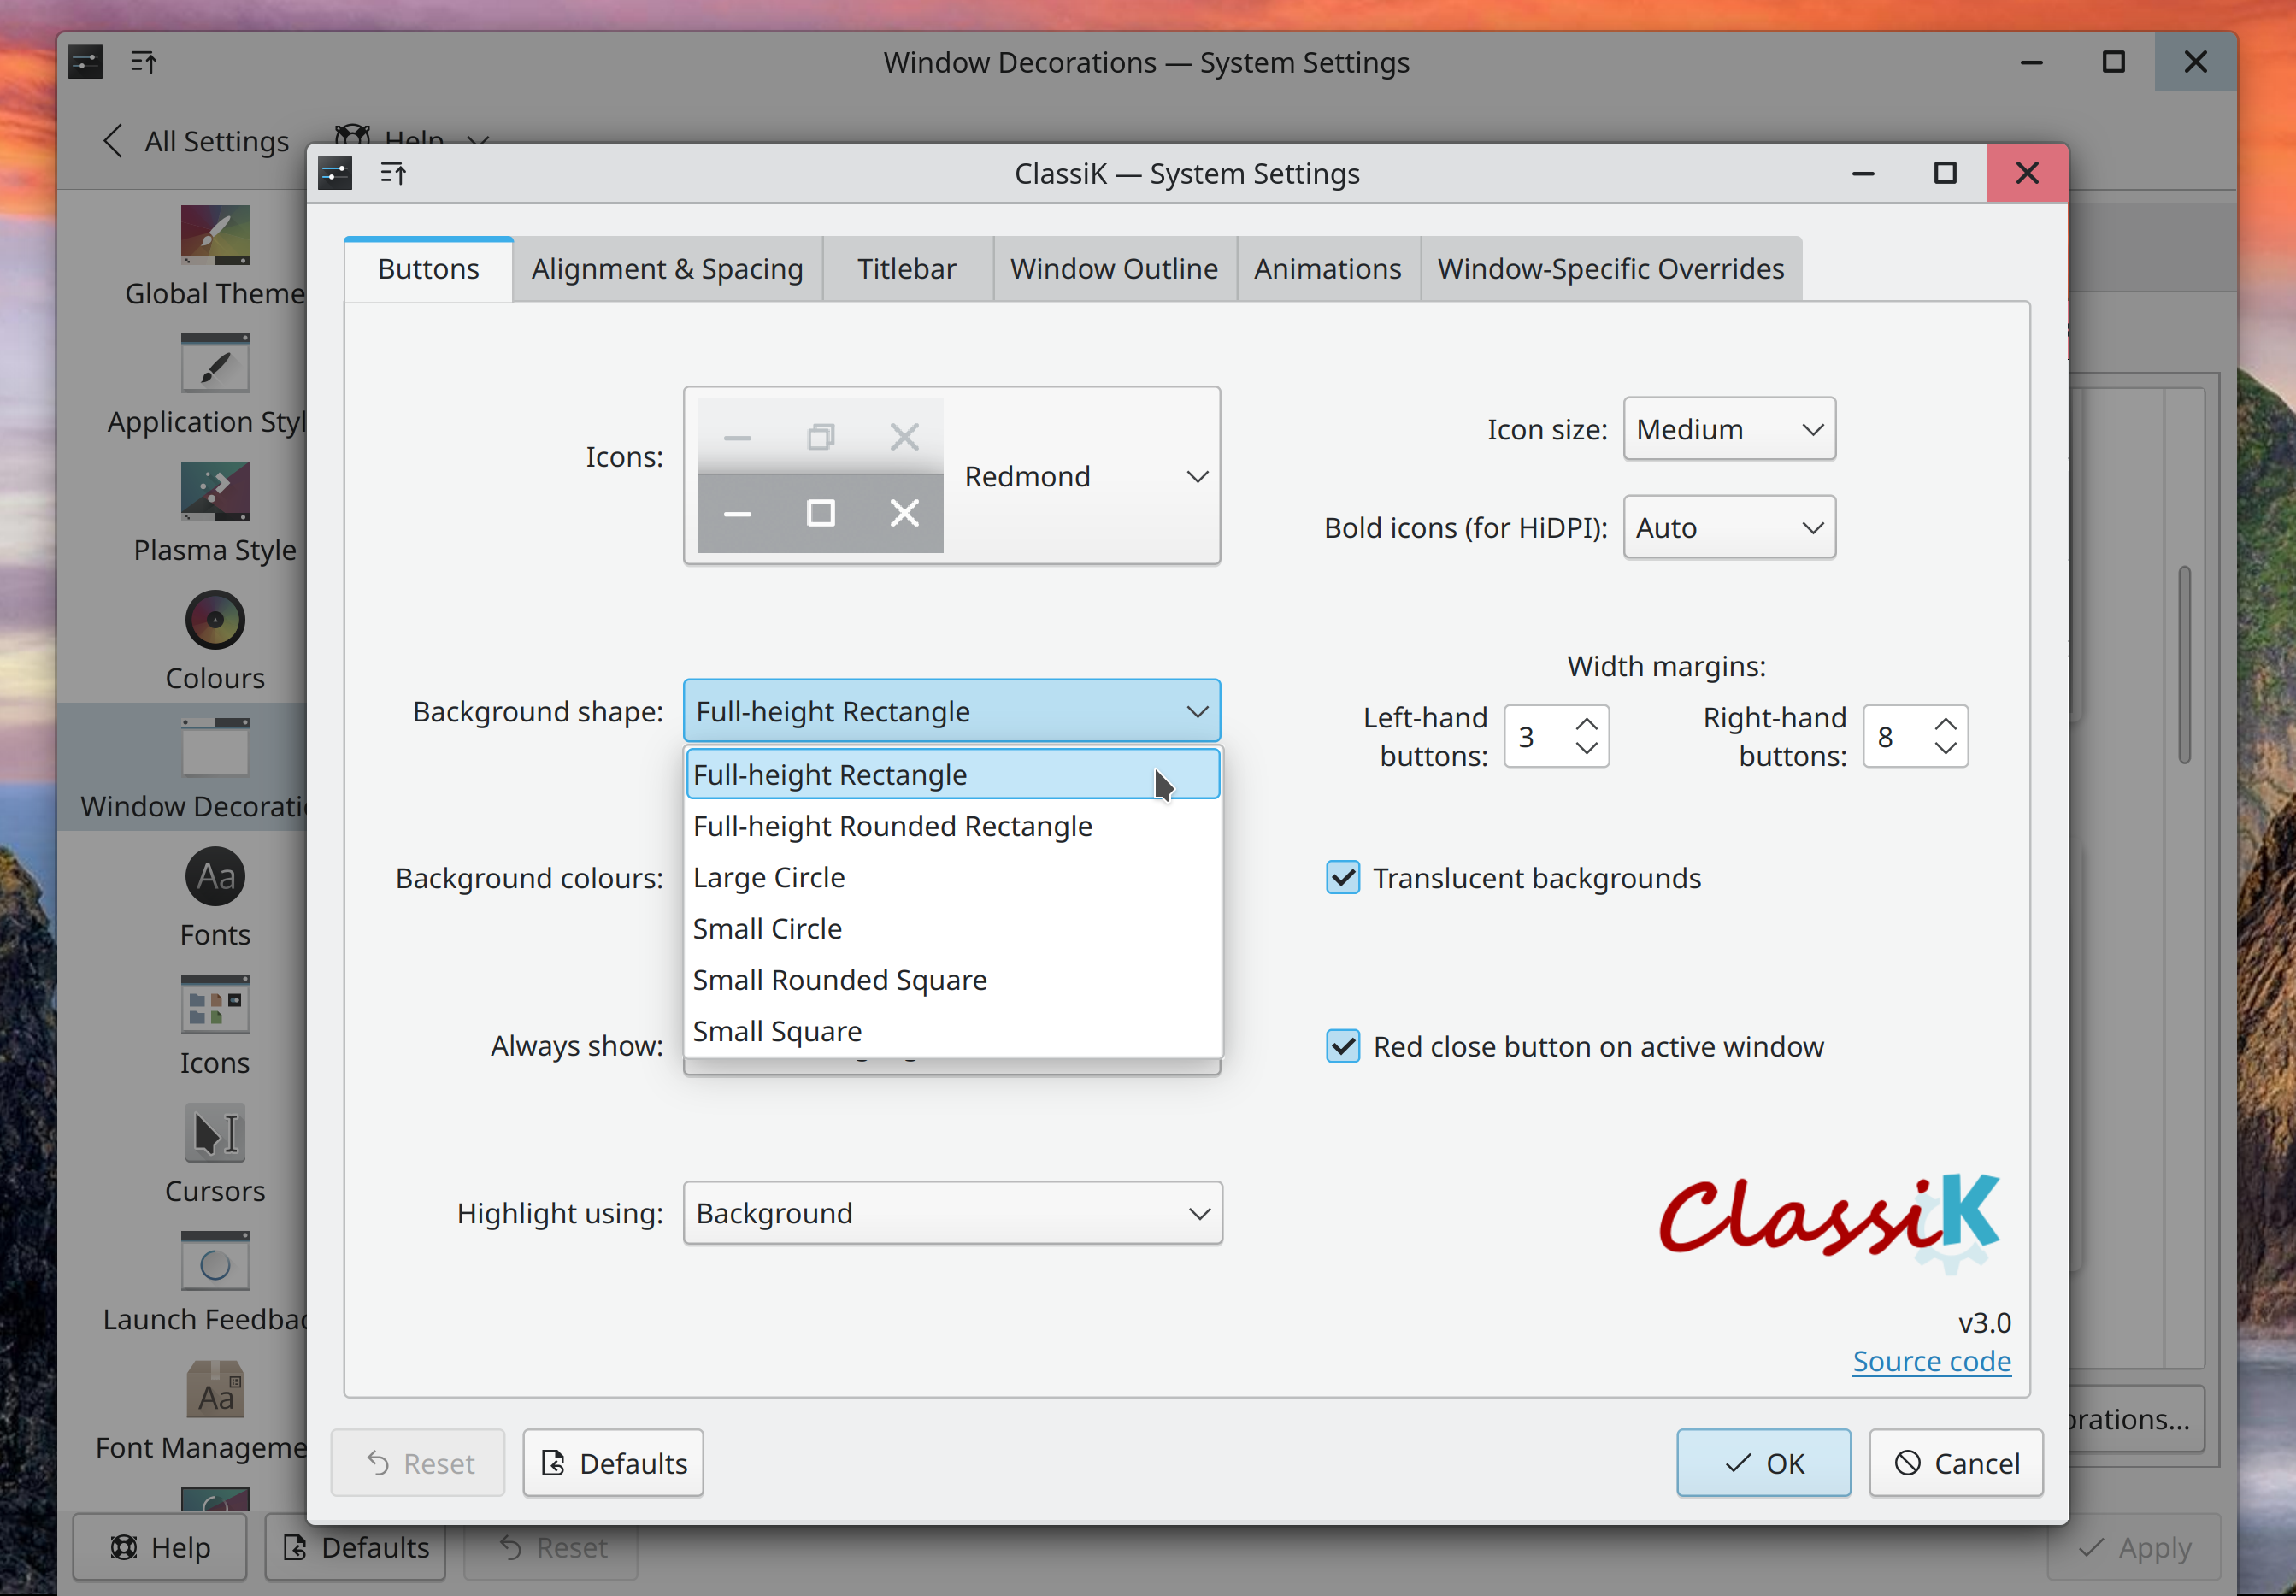 Window Decorations — System Settings
All Settings
Help
ClassiK — System Settings
Buttons
Alignment & Spacing
Titlebar
Window Outline
Animations
Window-Specific Overrides
Global Theme
Application Styl
Plasma Style
Colours
Window Decorati
Fonts
Icons
Cursors
Launch Feedbac
Font Manageme
Icons:
Redmond
Icon size:
Medium
Bold icons (for HiDPI):
Auto
Background shape:
Full-height Rectangle
Full-height Rectangle
Full-height Rounded Rectangle
Large Circle
Small Circle
Small Rounded Square
Small Square
Width margins:
Left-hand
buttons:
3
Right-hand
buttons:
8
Background colours:
Translucent backgrounds
Always show:
Red close button on active window
Highlight using:
Background
ClassiK
v3.0
Source code
Reset
Defaults
OK
Cancel
orations...
Help
Defaults
Reset
Apply